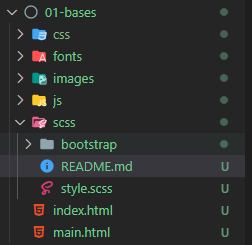 01-bases
css
fonts
images
js
scss
bootstrap
README.md U
style.scss U
index.html U
main.html U